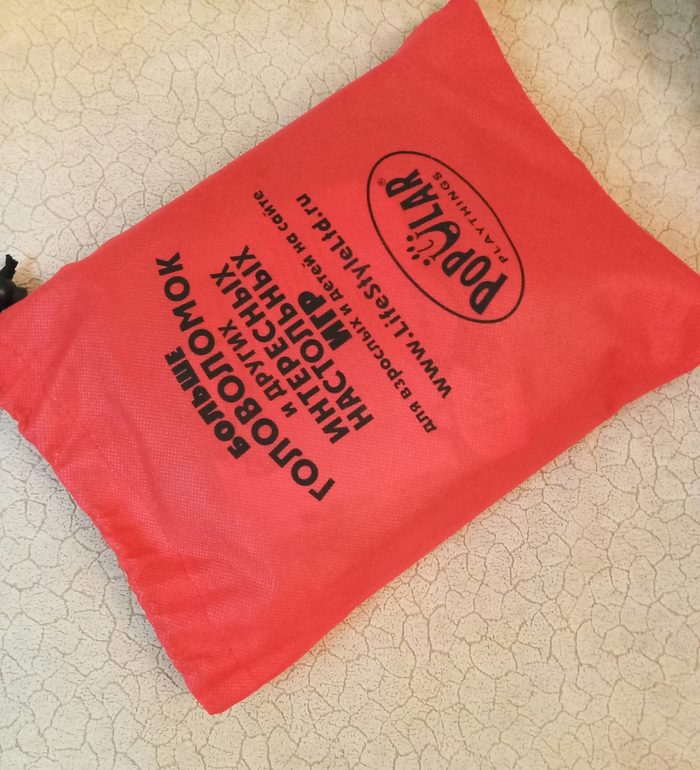 БОЛЬШЕ
ГОЛОВОЛОМОК
и ДРУГИХ
ИНТЕРЕСНЫХ
НАСТОЛЬНЫХ
ИГР
для взрослых и детей на сайте
www.LifeStyleLtd.ru
POPULAR®
PLAYTHINGS